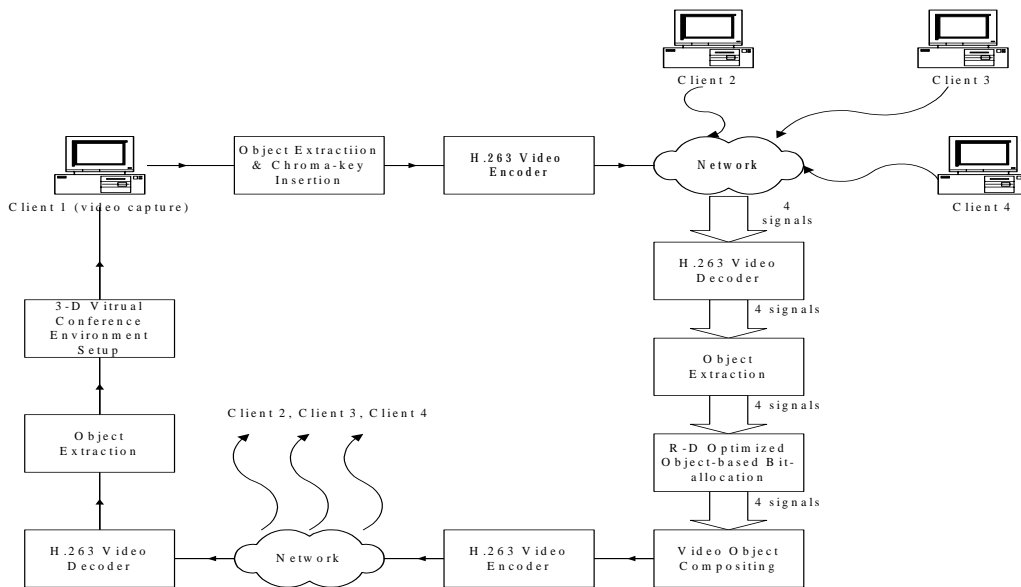 Client 2
Client 3
Object Extractiion
& Chroma-key
Insertion
H.263 Video
Encoder
Network
Client 1 (video capture)
Client 4
4
signals
H.263 Video
Decoder
4 signals
3-D Vitrual
Conference
Environment
Setup
Object
Extraction
4 signals
Client 2, Client 3, Client 4
Object
Extraction
R-D Optimized
Object-based Bit-
allocation
4 signals
H.263 Video
Decoder
Network
H.263 Video
Encoder
Video Object
Compositing